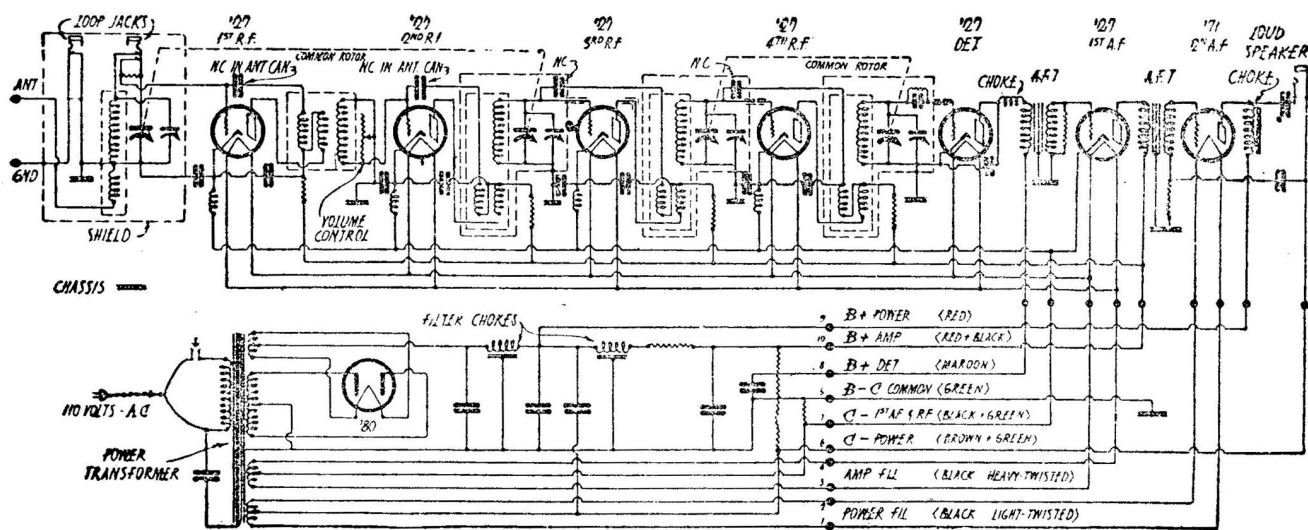 LOOP JACKS
ANT
GND
SHIELD
CHASSIS
'27
1ST R.F.
NC IN ANT CAN
COMMON ROTOR
'27
2ND R.F.
NC IN ANT CAN
VOLUME
CONTROL
'27
3RD R.F.
NC
'27
4TH R.F.
NC
COMMON ROTOR
'27
DET
CHOKE
A.F.T
'27
1ST A.F
A.F.T
'71
2ND A.F.
CHOKE
LOUD
SPEAKER
FILTER CHOKES
110 VOLTS - A.C
POWER
TRANSFORMER
'80
9 B+ POWER (RED)
10 B+ AMP (RED+BLACK)
8 B+ DET (MAROON)
5 B-C COMMON (GREEN)
7 C- 1ST AF & RF (BLACK+GREEN)
6 C- POWER (BROWN+GREEN)
4
AMP FIL (BLACK HEAVY-TWISTED)
3
2
POWER FIL (BLACK LIGHT-TWISTED)
1